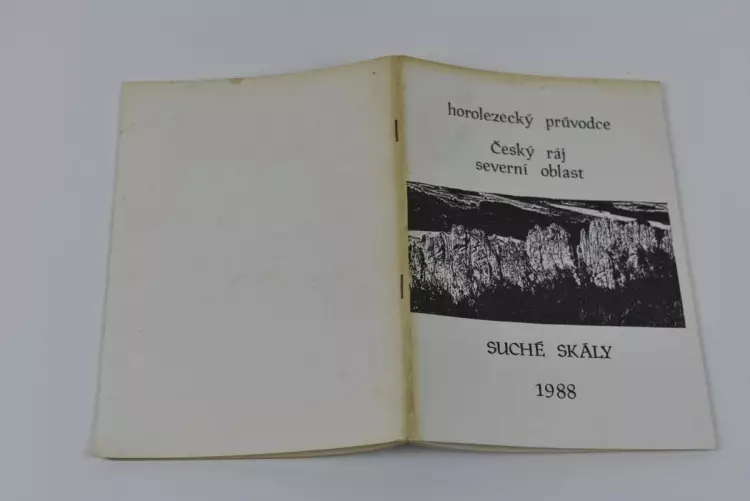 horolezecký průvodce
Český ráj
severní oblast
SUCHÉ SKÁLY
1988